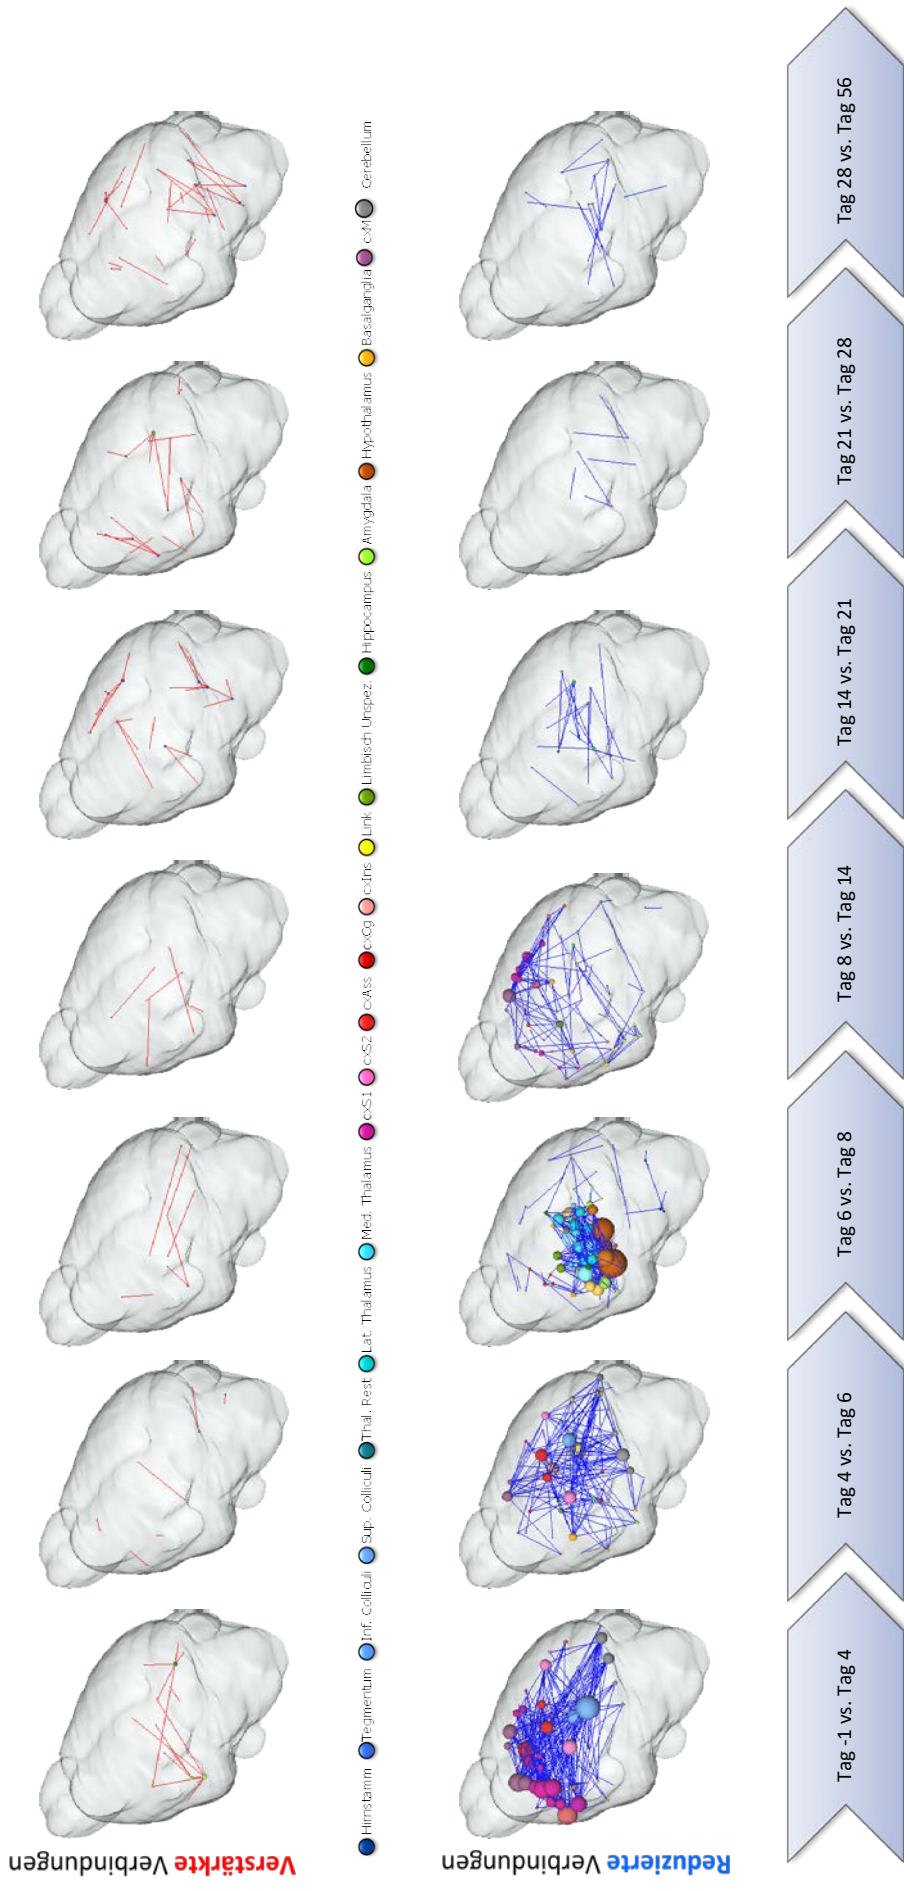 Verstärkte Verbindungen
Hirnstamm Tegmentum Inf. Colliculi Sup. Colliculi Thal. Rest Lat. Thalamus Med. Thalamus cxS1 cxS2 cxAss cxCg cxIns Link Limbisch Unspez. Hippocampus Amygdala Hypothalamus Basalganglia cxM Cerebellum
Reduzierte Verbindungen
Tag -1 vs. Tag 4
Tag 4 vs. Tag 6
Tag 6 vs. Tag 8
Tag 8 vs. Tag 14
Tag 14 vs. Tag 21
Tag 21 vs. Tag 28
Tag 28 vs. Tag 56